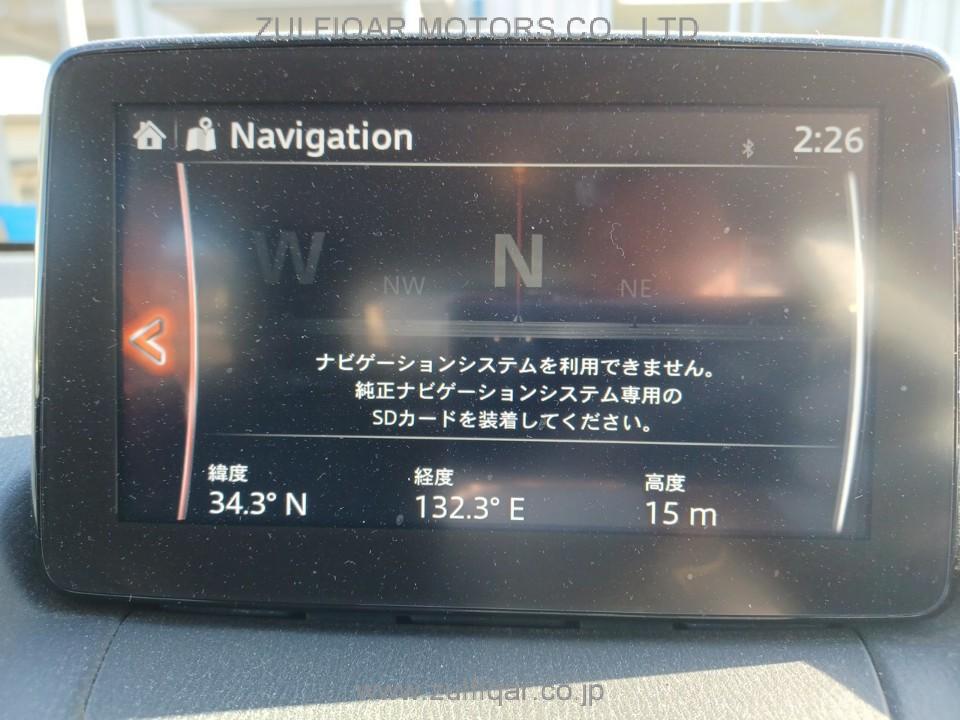 ZULFIQAR MOTORS CO., LTD
Navigation
2:26
W NW N NE
ナビゲーションシステムを利用できません。
純正ナビゲーションシステム専用の
SDカードを装着してください。
緯度 経度 高度
34.3° N 132.3° E 15 m
www.zulfiqar.co.jp